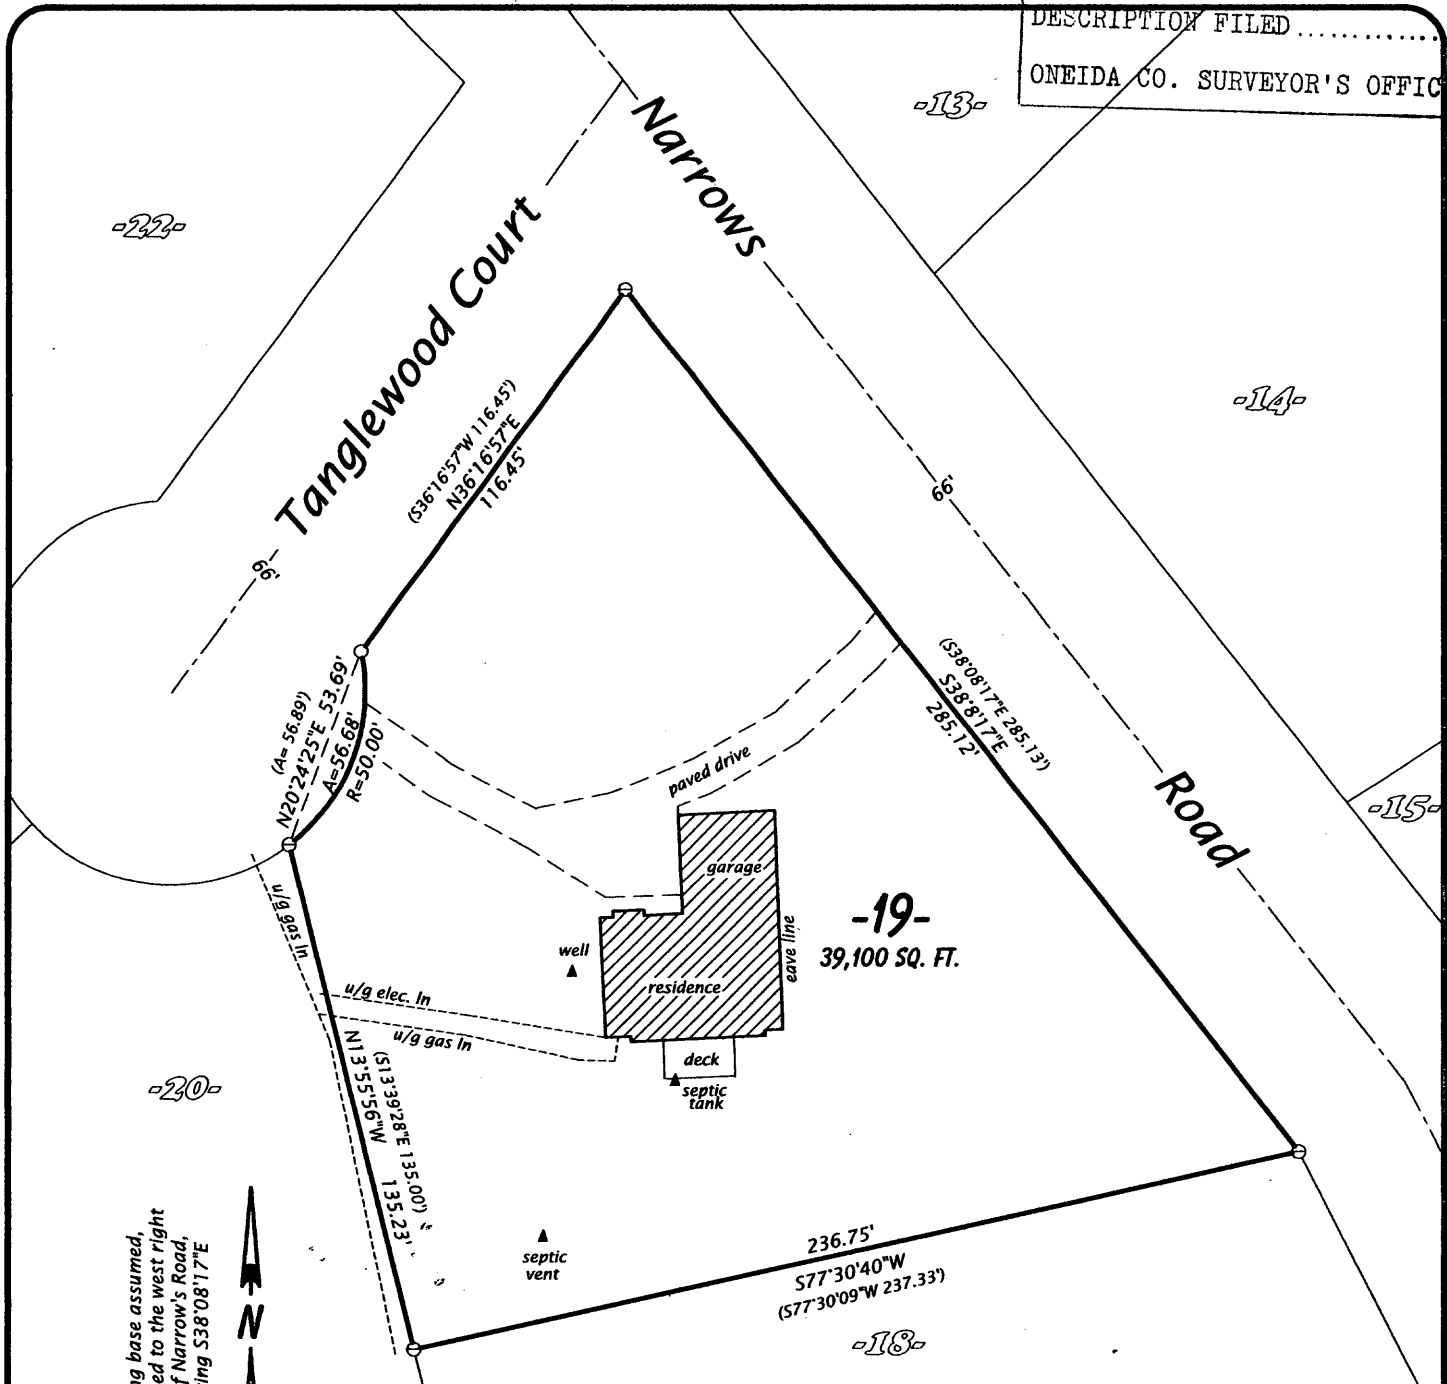 DESCRIPTION FILED .............
ONEIDA CO. SURVEYOR'S OFFIC
-13-
Narrows
-22-
Tanglewood Court
-14-
(S36°16'57"W 116.45')
N36°16'57"E
116.45'
66'
66'
(S38°08'17"E 285.13')
S38°8'17"E
285.12'
(A= 56.89')
N20°24'25"E 53.69'
A=56.68'
R=50.00'
paved drive
Road
-15-
garage
-19-
39,100 SQ. FT.
u/g gas ln
well
eave line
residence
u/g elec. ln
u/g gas ln
deck
septic
tank
-20-
(S13°39'28"E 135.00')
N13°55'56"W 135.23'
septic
vent
236.75'
S77°30'40"W
(S77°30'09"W 237.33')
-18-
N
ng base assumed,
ed to the west right
f Narrow's Road,
ring S38°08'17"E